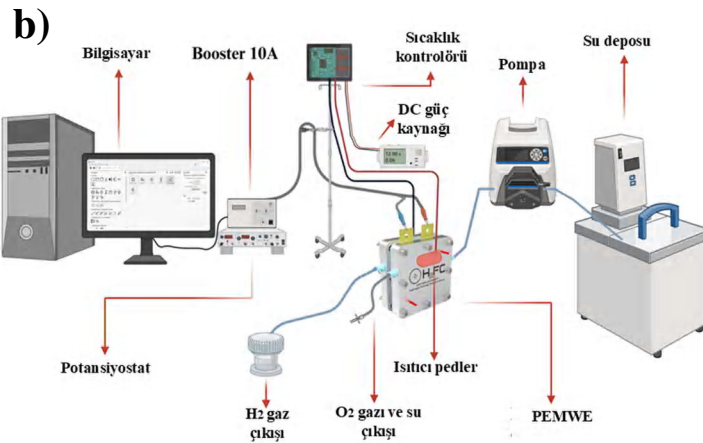 b)
Bilgisayar
Booster 10A
Sıcaklık
kontrolörü
DC güç
kaynağı
Pompa
Su deposu
H2FC
Potansiyostat
H2 gaz
çıkışı
O2 gazı ve su
çıkışı
Isıtıcı pedler
PEMWE